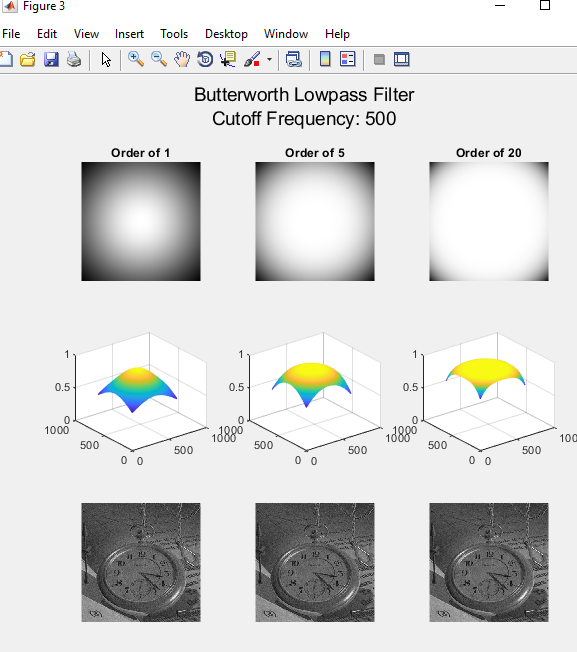 Figure 3
File Edit View Insert Tools Desktop Window Help
Butterworth Lowpass Filter
Cutoff Frequency: 500
Order of 1 Order of 5 Order of 20
1 1 1
0.5 0.5 0.5
0 0 0
1000 1000 1000 1000 1000 100
500 500 500 500 500 500
0 0 0 0 0 0